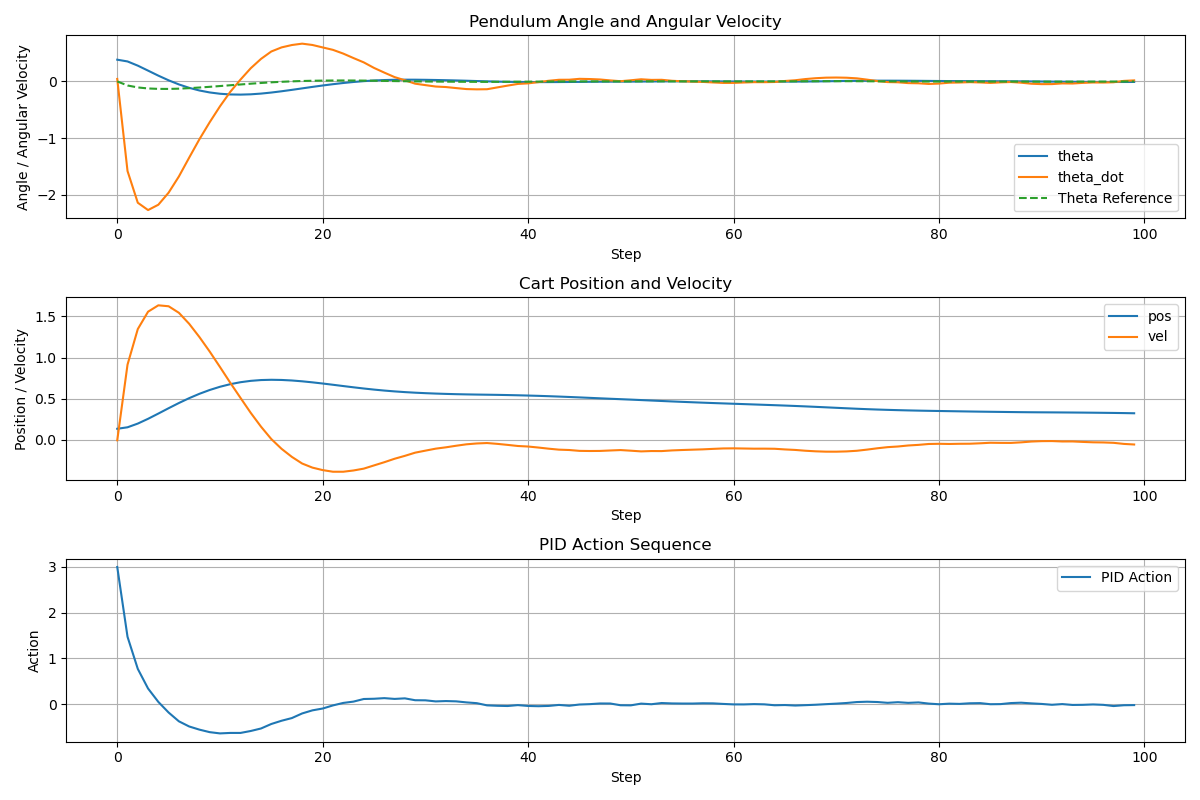 Pendulum Angle and Angular Velocity
Angle / Angular Velocity
0
−1
−2
theta
theta_dot
Theta Reference
0 20 40 60 80 100
Step
Cart Position and Velocity
Position / Velocity
1.5
1.0
0.5
0.0
pos
vel
0 20 40 60 80 100
Step
PID Action Sequence
Action
3
2
1
0
PID Action
0 20 40 60 80 100
Step